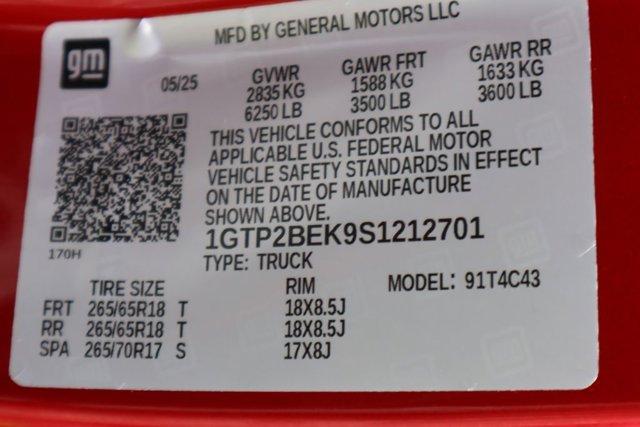 gm
MFD BY GENERAL MOTORS LLC
05/25
GVWR GAWR FRT GAWR RR
2835 KG 1588 KG 1633 KG
6250 LB 3500 LB 3600 LB
THIS VEHICLE CONFORMS TO ALL
APPLICABLE U.S. FEDERAL MOTOR
VEHICLE SAFETY STANDARDS IN EFFECT
ON THE DATE OF MANUFACTURE
SHOWN ABOVE.
170H
1GTP2BEK9S1212701
TYPE: TRUCK
MODEL: 91T4C43
TIRE SIZE RIM
FRT 265/65R18 T 18X8.5J
RR 265/65R18 T 18X8.5J
SPA 265/70R17 S 17X8J